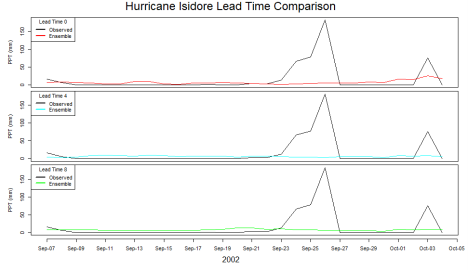 Hurricane Isidore Lead Time Comparison
Lead Time 0
Observed
Ensemble
PPT (mm)
0 50 100 150
Lead Time 4
Observed
Ensemble
PPT (mm)
0 50 100 150
Lead Time 8
Observed
Ensemble
PPT (mm)
0 50 100 150
Sep-07 Sep-09 Sep-11 Sep-13 Sep-15 Sep-17 Sep-19 Sep-21 Sep-23 Sep-25 Sep-27 Sep-29 Oct-01 Oct-03 Oct-05
2002